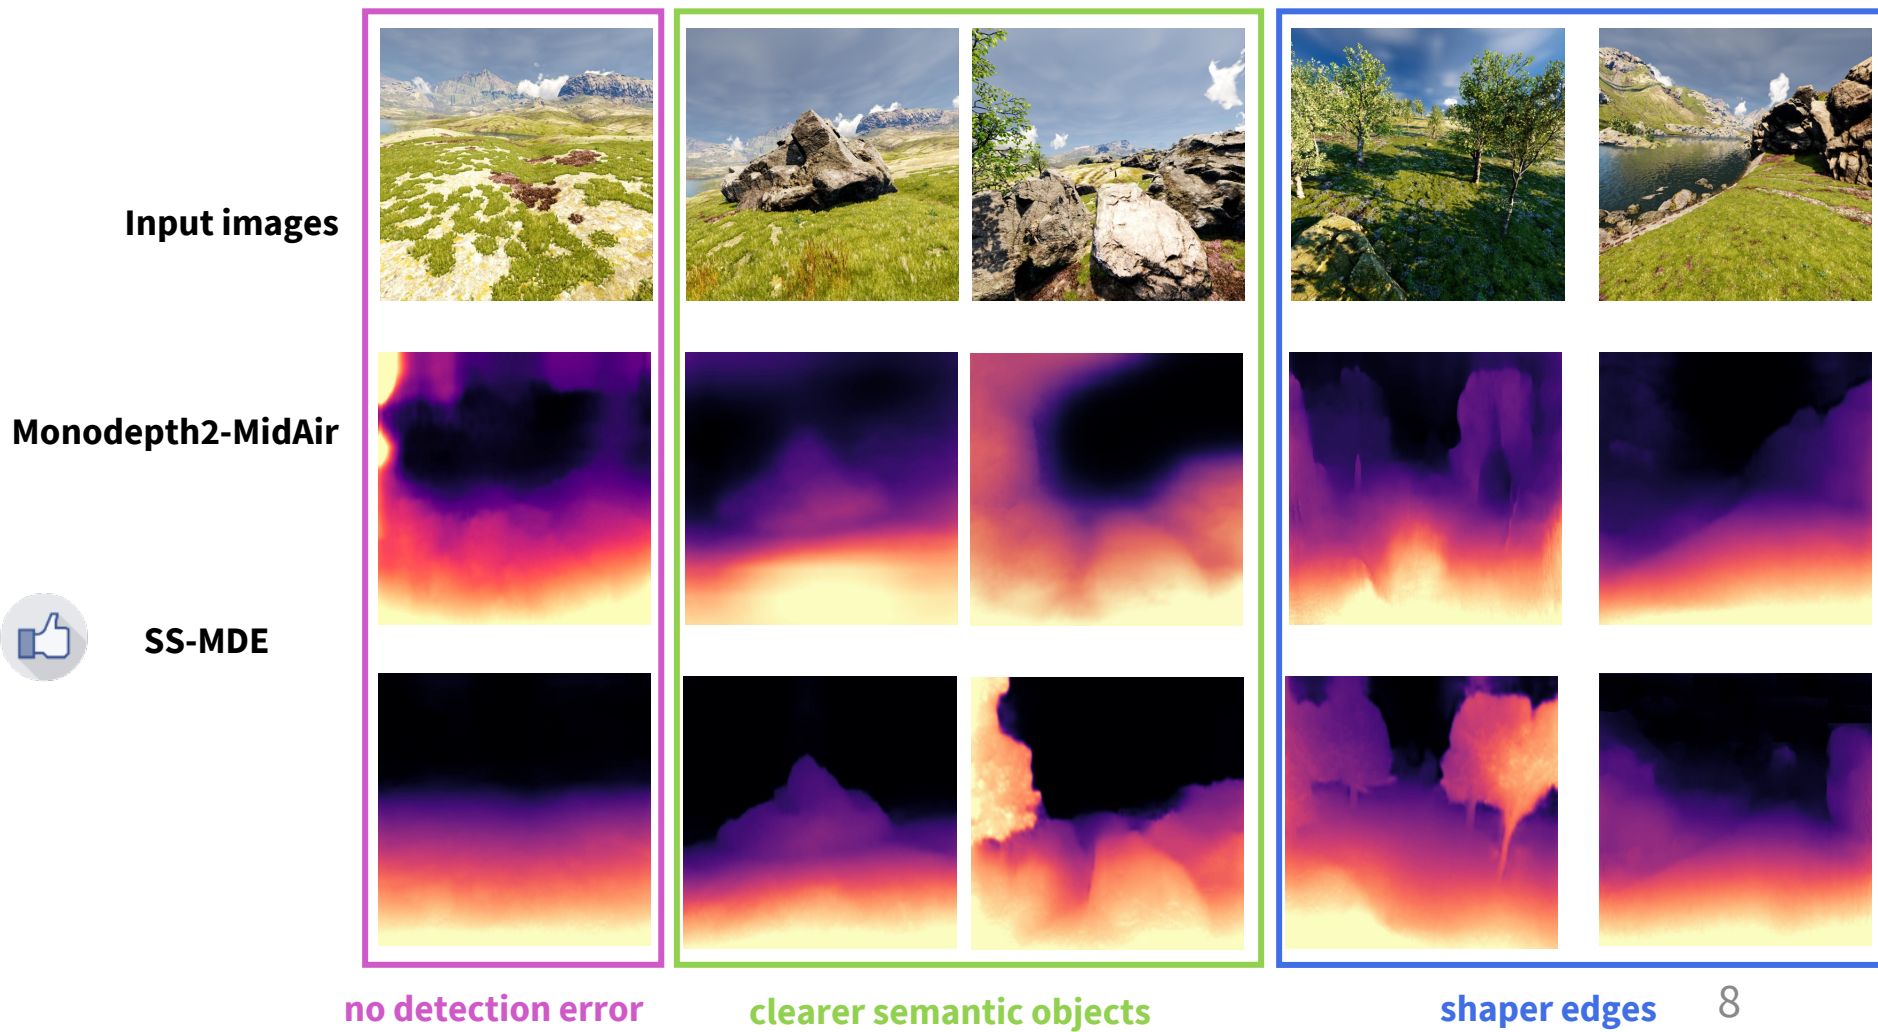 Input images
Monodepth2-MidAir
SS-MDE
no detection error
clearer semantic objects
shaper edges
8